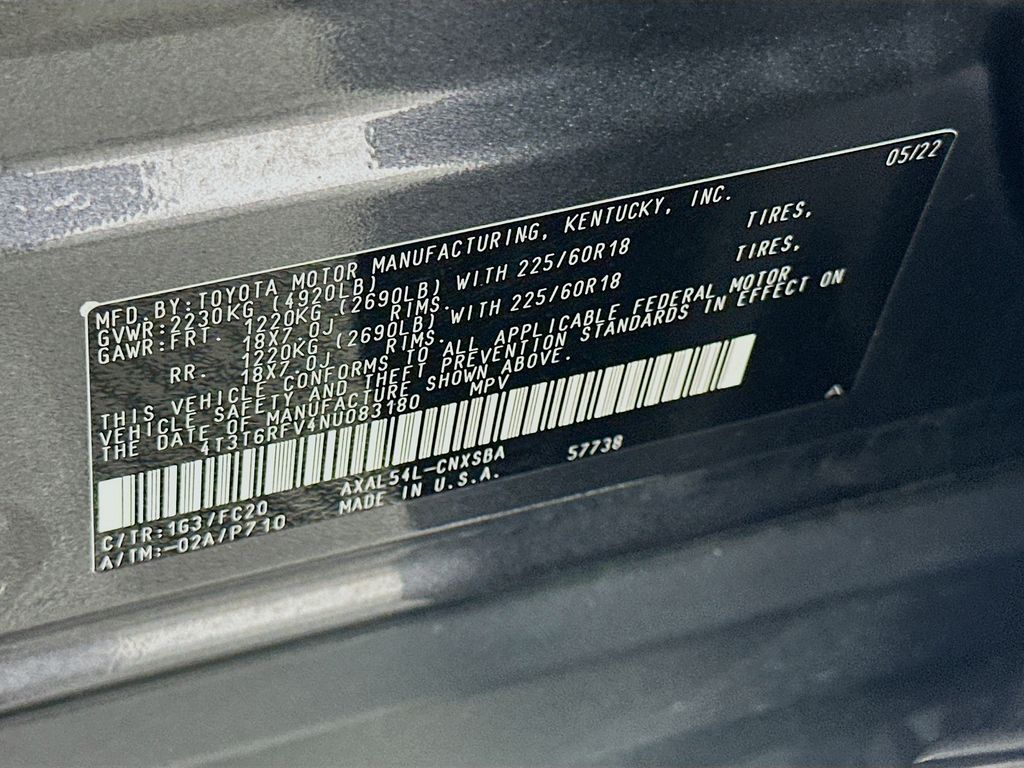 05/22
MFD. BY: TOYOTA MOTOR MANUFACTURING, KENTUCKY, INC.
GVWR: 2230KG (4920LB)
GAWR: FRT. 1220KG (2690LB) WITH 225/60R18 TIRES,
18X7.0J RIMS.
RR. 1220KG (2690LB) WITH 225/60R18 TIRES,
18X7.0J RIMS.
THIS VEHICLE CONFORMS TO ALL APPLICABLE FEDERAL MOTOR
VEHICLE SAFETY AND THEFT PREVENTION STANDARDS IN EFFECT ON
THE DATE OF MANUFACTURE SHOWN ABOVE.
4T3T6RFV4NU083180 MPV
C/TR: 1G3/FC20 AXAL54L-CNXSBA 57738
A/TM: -02A/P710 MADE IN U.S.A.